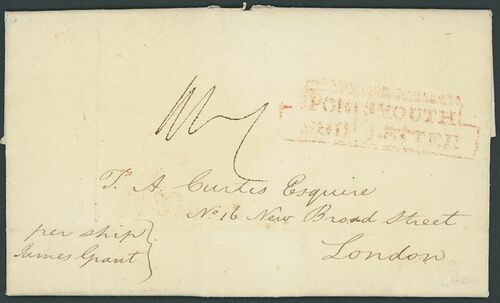 PORTSMOUTH
SHIP LETTER
T. A. Curtis Esquire
No 16 New Broad Street
London
per ship
James Grant